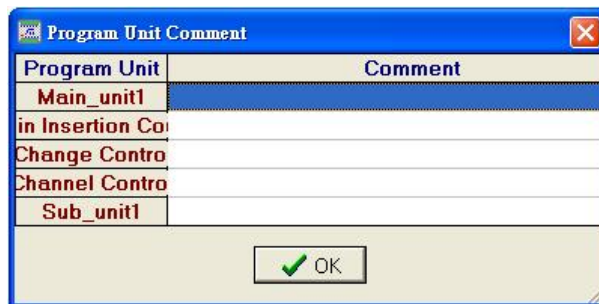 Program Unit Comment
Program Unit Comment
Main_unit1
in Insertion Co
Change Contro
Channel Contro
Sub_unit1
OK